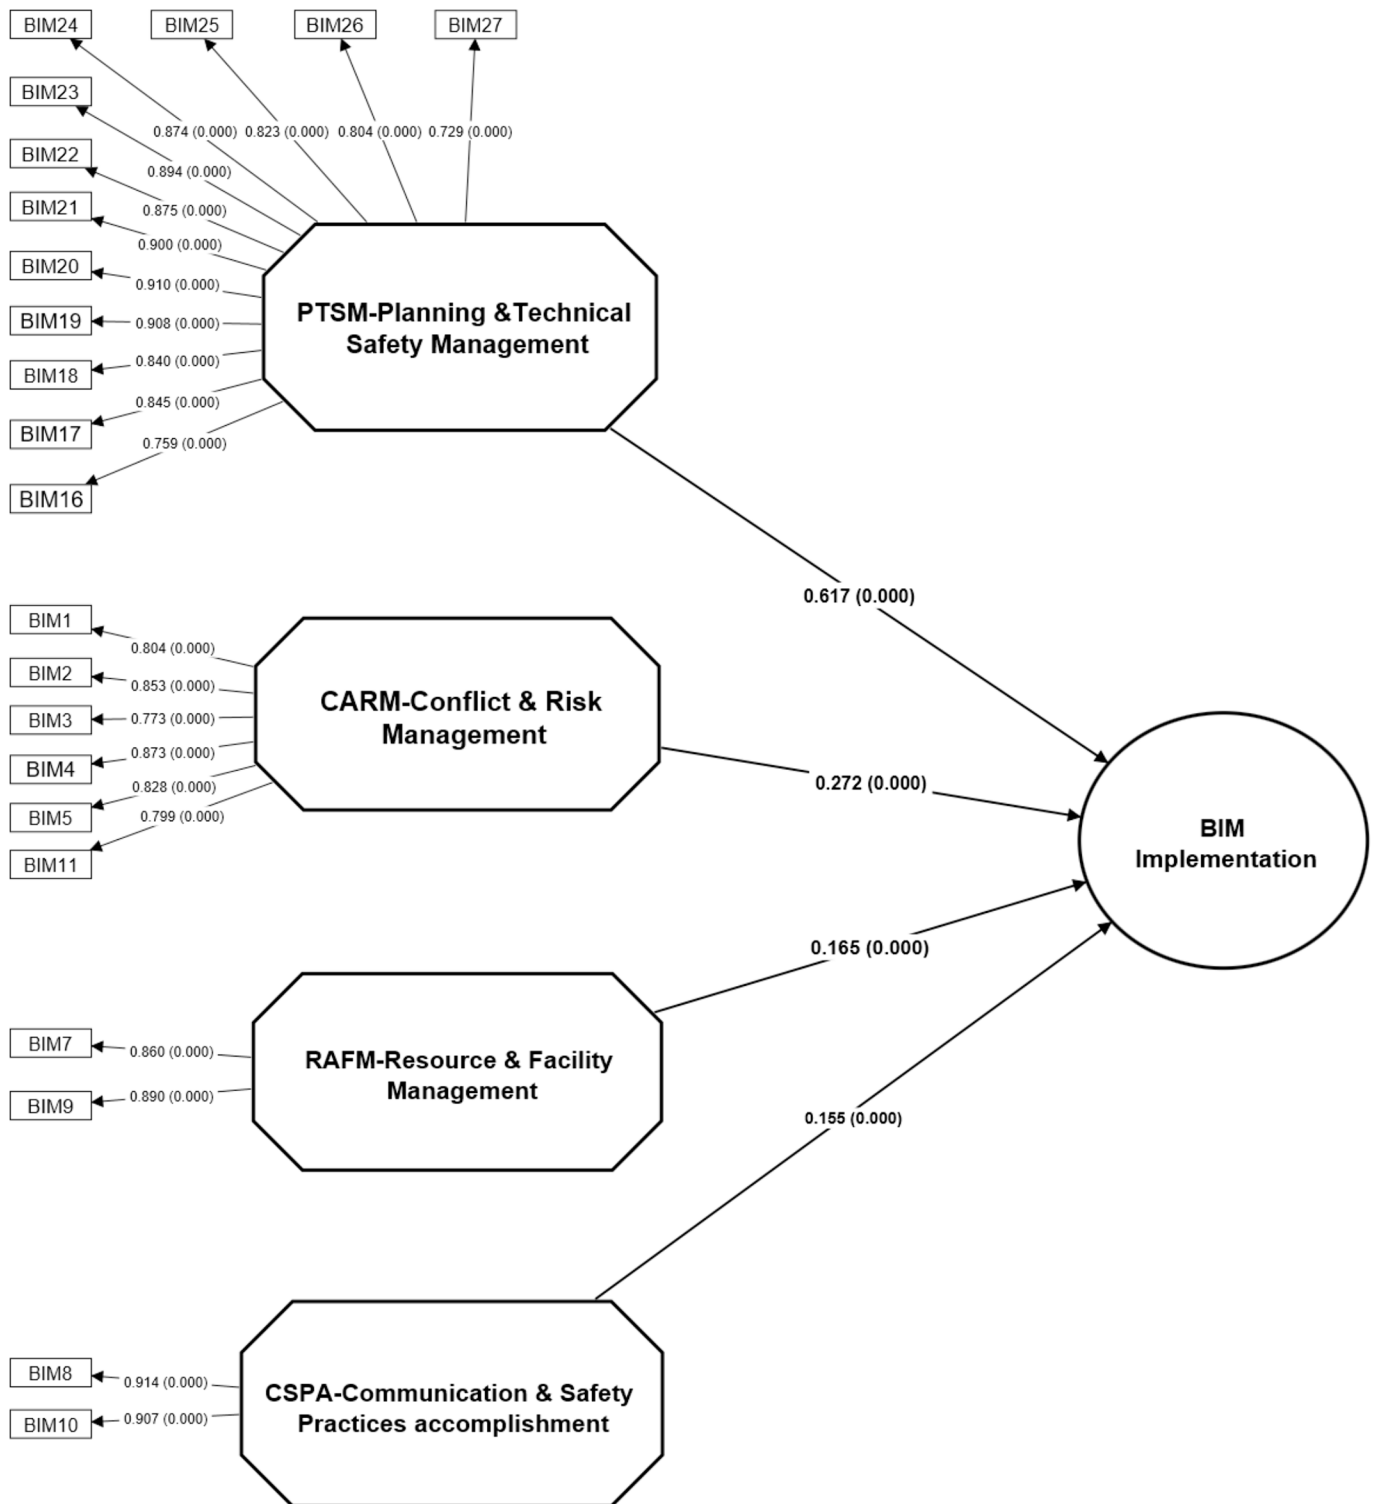 BIM24
BIM25
BIM26
BIM27
BIM23
0.874 (0.000)
0.823 (0.000)
0.804 (0.000)
0.729 (0.000)
BIM22
0.894 (0.000)
BIM21
0.875 (0.000)
0.900 (0.000)
BIM20
0.910 (0.000)
BIM19
0.908 (0.000)
PTSM-Planning &Technical
Safety Management
BIM18
0.840 (0.000)
0.845 (0.000)
BIM17
0.759 (0.000)
BIM16
0.617 (0.000)
BIM1
0.804 (0.000)
BIM2
0.853 (0.000)
BIM3
0.773 (0.000)
CARM-Conflict & Risk
Management
0.873 (0.000)
BIM4
0.828 (0.000)
BIM5
0.799 (0.000)
BIM11
0.272 (0.000)
BIM
Implementation
0.165 (0.000)
BIM7
0.860 (0.000)
RAFM-Resource & Facility
Management
0.890 (0.000)
BIM9
0.155 (0.000)
BIM8
0.914 (0.000)
CSPA-Communication & Safety
Practices accomplishment
0.907 (0.000)
BIM10